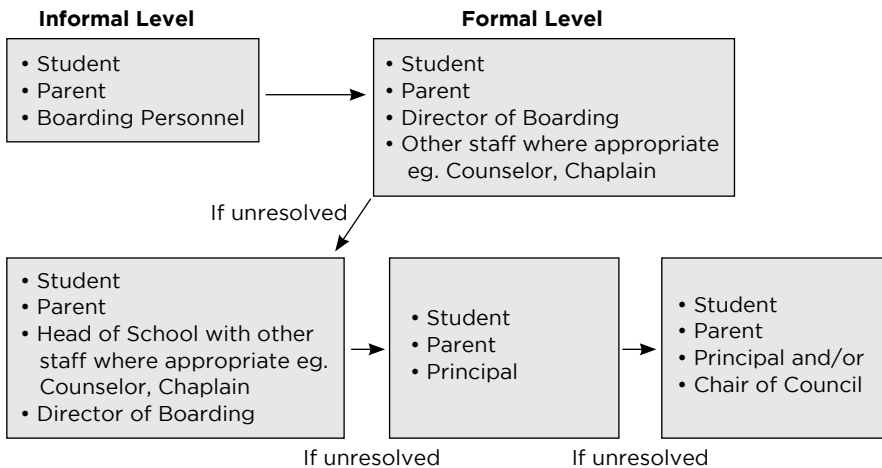 Informal Level
• Student
• Parent
• Boarding Personnel
Formal Level
• Student
• Parent
• Director of Boarding
• Other staff where appropriate
eg. Counselor, Chaplain
If unresolved
• Student
• Parent
• Head of School with other
staff where appropriate eg.
Counselor, Chaplain
• Director of Boarding
If unresolved
• Student
• Parent
• Principal
If unresolved
• Student
• Parent
• Principal and/or
• Chair of Council